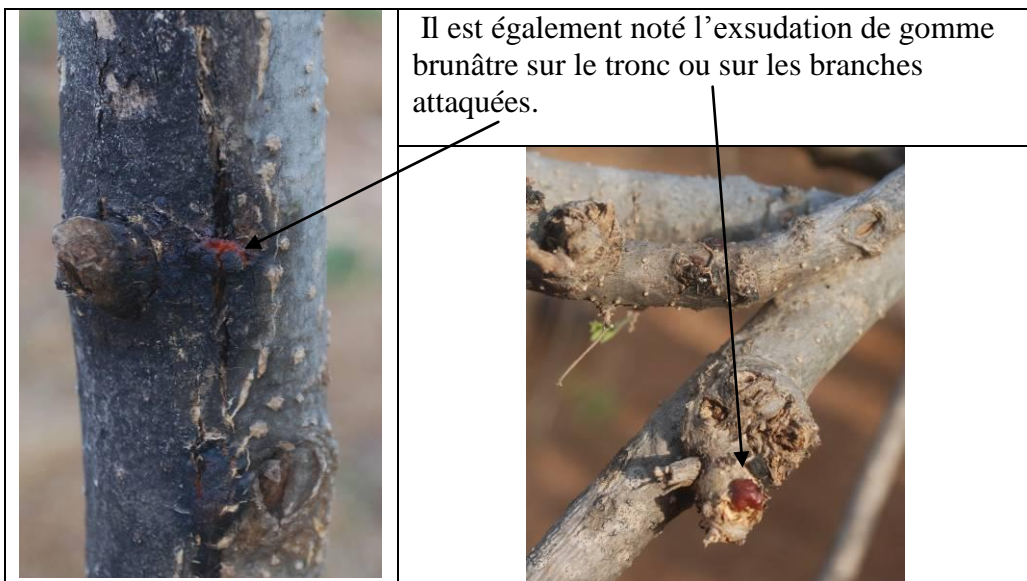 Il est également noté l’exsudation de gomme
brunâtre sur le tronc ou sur les branches
attaquées.